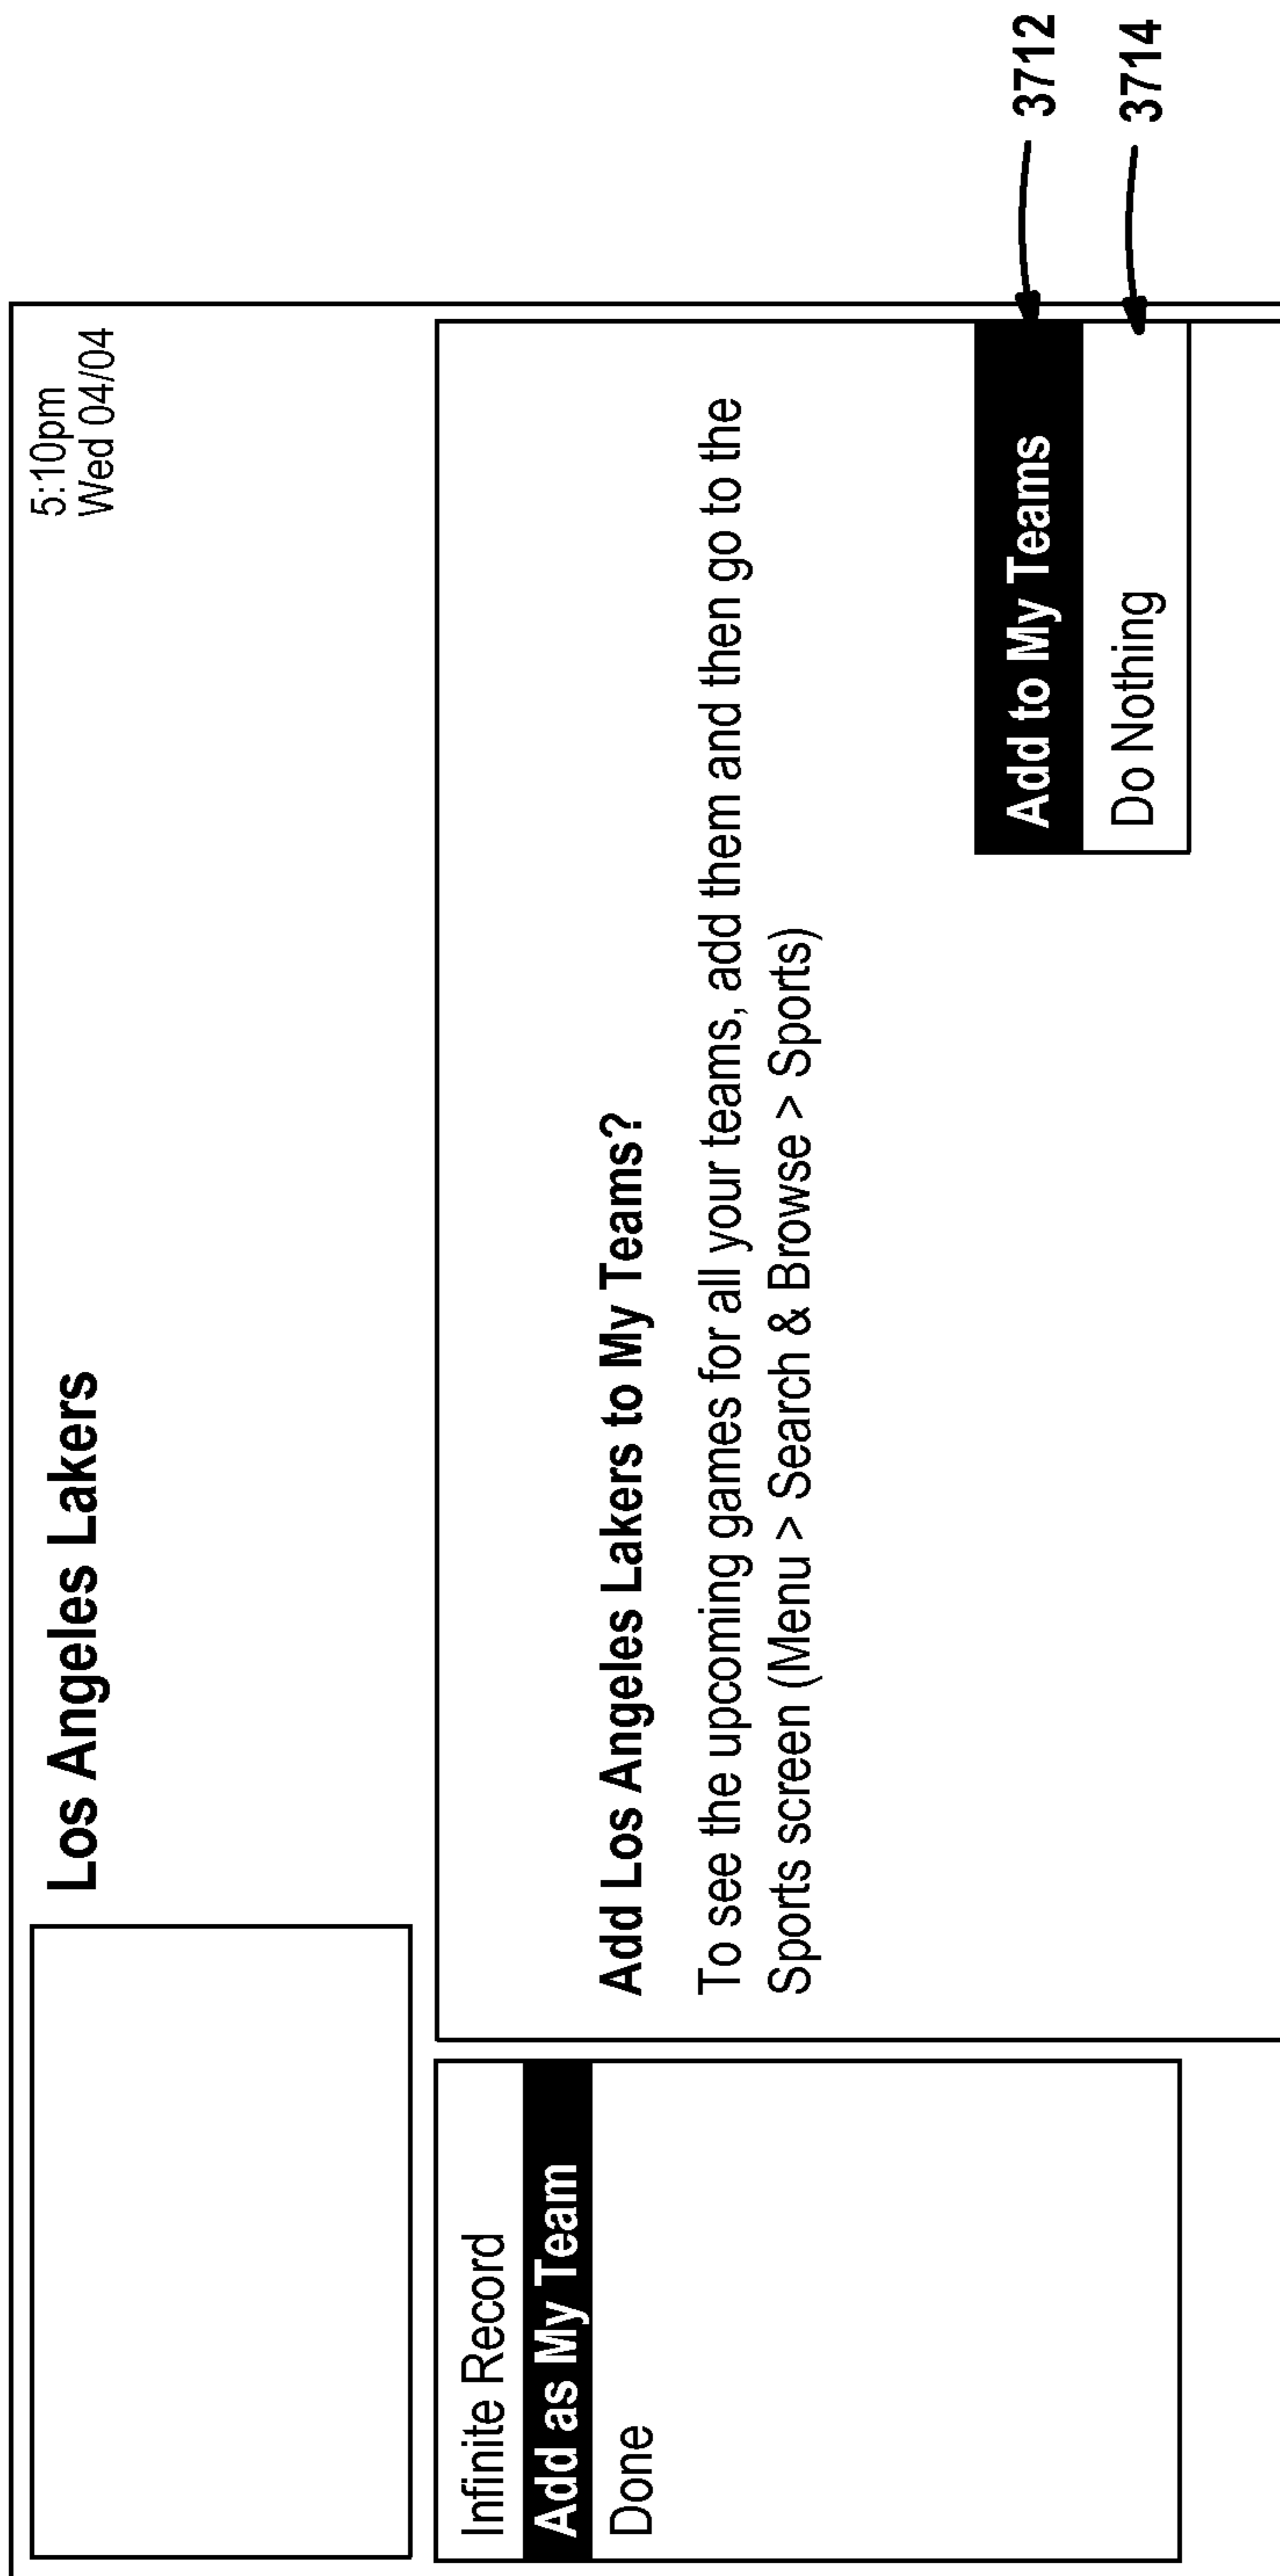 Los Angeles Lakers
5:10pm
Wed 04/04
Infinite Record
Add as My Team
Done
Add Los Angeles Lakers to My Teams?
To see the upcoming games for all your teams, add them and then go to the
Sports screen (Menu > Search & Browse > Sports)
Add to My Teams
3712
Do Nothing
3714